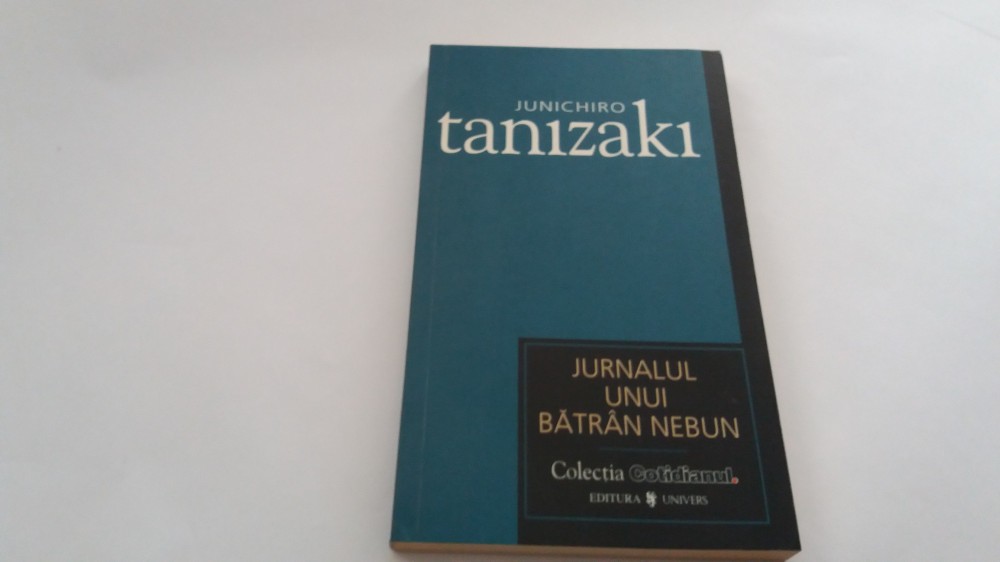 JUNICHIRO
tanizaki
JURNALUL
UNUI
BĂTRÂN NEBUN
Colecția Cotidianul.
EDITURA UNIVERS